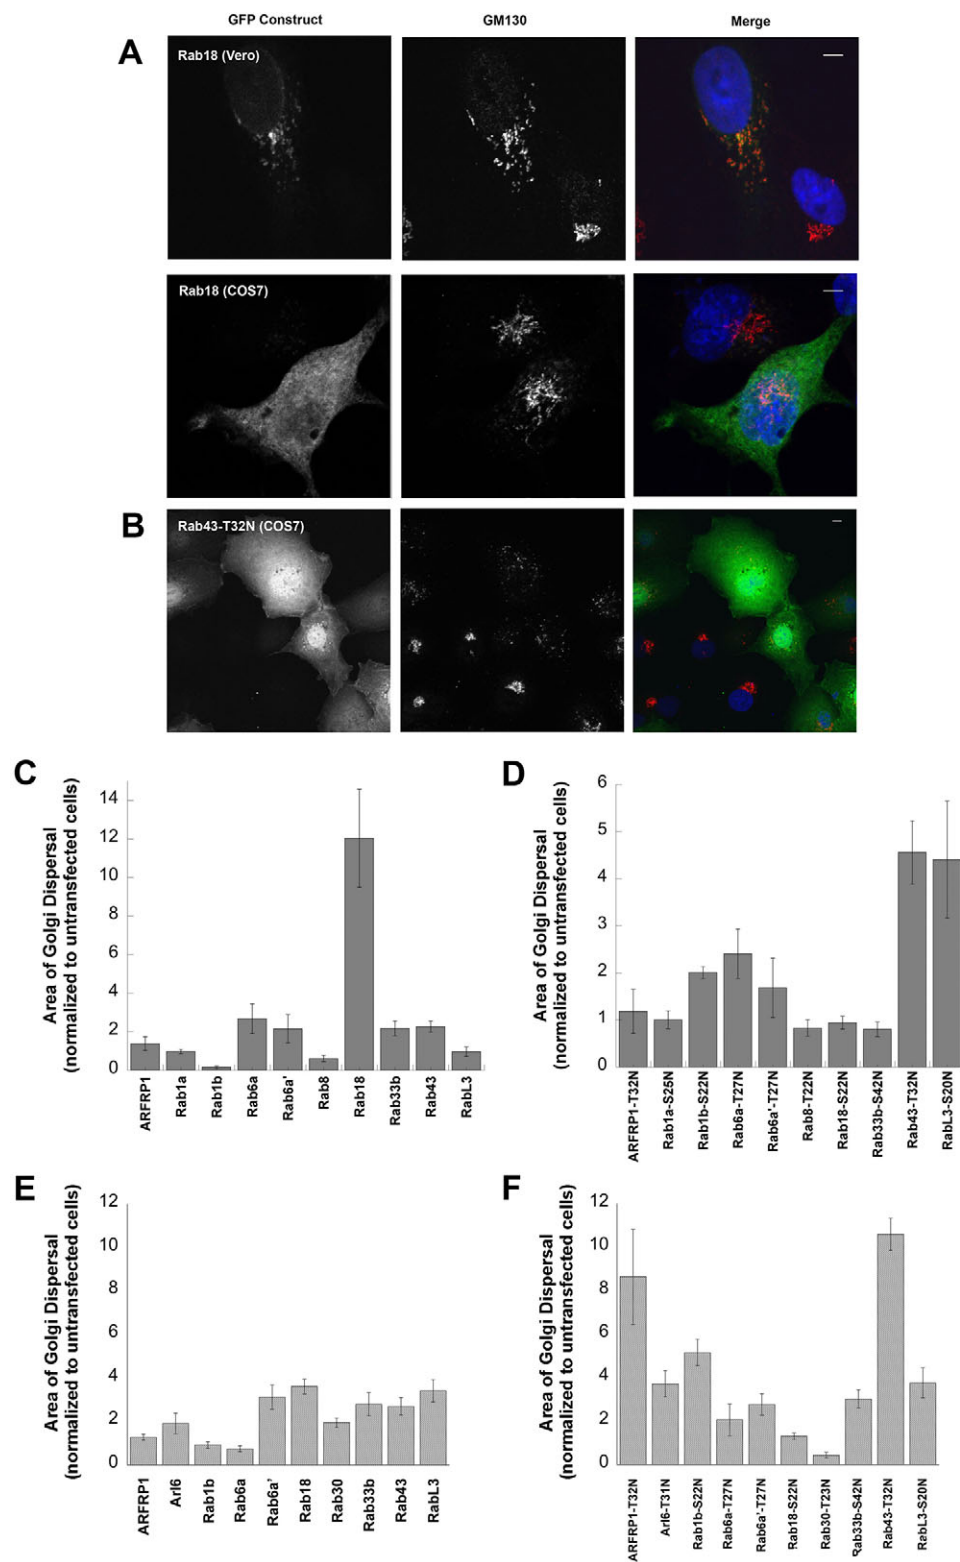 GFP Construct GM130 Merge
A
Rab18 (Vero)
Rab18 (COS7)
B
Rab43-T32N (COS7)
C
Area of Golgi Dispersal
(normalized to untransfected cells)
14
12
10
8
6
4
2
0
ARFRP1 Rab1a Rab1b Rab6a Rab6a' Rab8 Rab18 Rab33b Rab43 RabL3
D
Area of Golgi Dispersal
(normalized to untransfected cells)
6
5
4
3
2
1
0
ARFRP1-T32N Rab1a-S25N Rab1b-S22N Rab6a-T27N Rab6a'-T27N Rab8-T22N Rab18-S22N Rab33b-S42N Rab43-T32N RabL3-S20N
E
Area of Golgi Dispersal
(normalized to untransfected cells)
12
10
8
6
4
2
0
ARFRP1 Arl6 Rab1b Rab6a Rab6a' Rab18 Rab30 Rab33b Rab43 RabL3
F
Area of Golgi Dispersal
(normalized to untransfected cells)
12
10
8
6
4
2
0
ARFRP1-T32N Arl6-T31N Rab1b-S22N Rab6a-T27N Rab6a'-T27N Rab18-S22N Rab30-T23N Rab33b-S42N Rab43-T32N RabL3-S20N